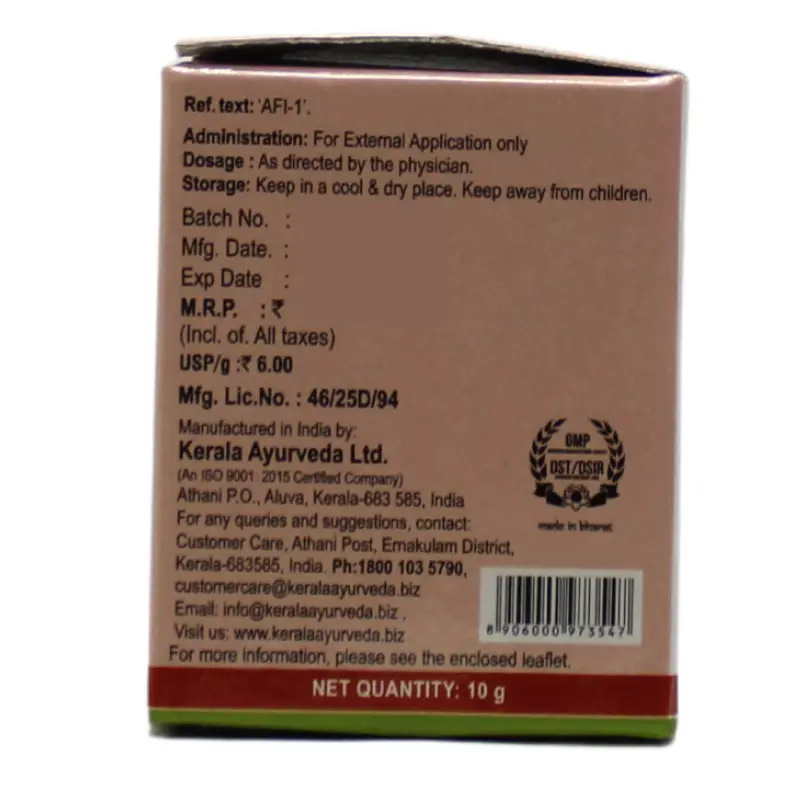 Ref. text: 'AFI-1'.
Administration: For External Application only
Dosage : As directed by the physician.
Storage: Keep in a cool & dry place. Keep away from children.
Batch No. :
Mfg. Date. :
Exp Date :
M.R.P. : ₹
(Incl. of. All taxes)
USP/g :₹ 6.00
Mfg. Lic.No. : 46/25D/94
Manufactured in India by:
Kerala Ayurveda Ltd.
(An ISO 9001: 2015 Certified Company)
Athani P.O., Aluva, Kerala-683 585, India
For any queries and suggestions, contact:
Customer Care, Athani Post, Ernakulam District,
Kerala-683585, India. Ph:1800 103 5790,
customercare@keralaayurveda.biz
Email: info@keralaayurveda.biz ,
Visit us: www.keralaayurveda.biz
For more information, please see the enclosed leaflet.
GMP
DST/DSIR
made in bharat
8 906000 973547
NET QUANTITY: 10 g